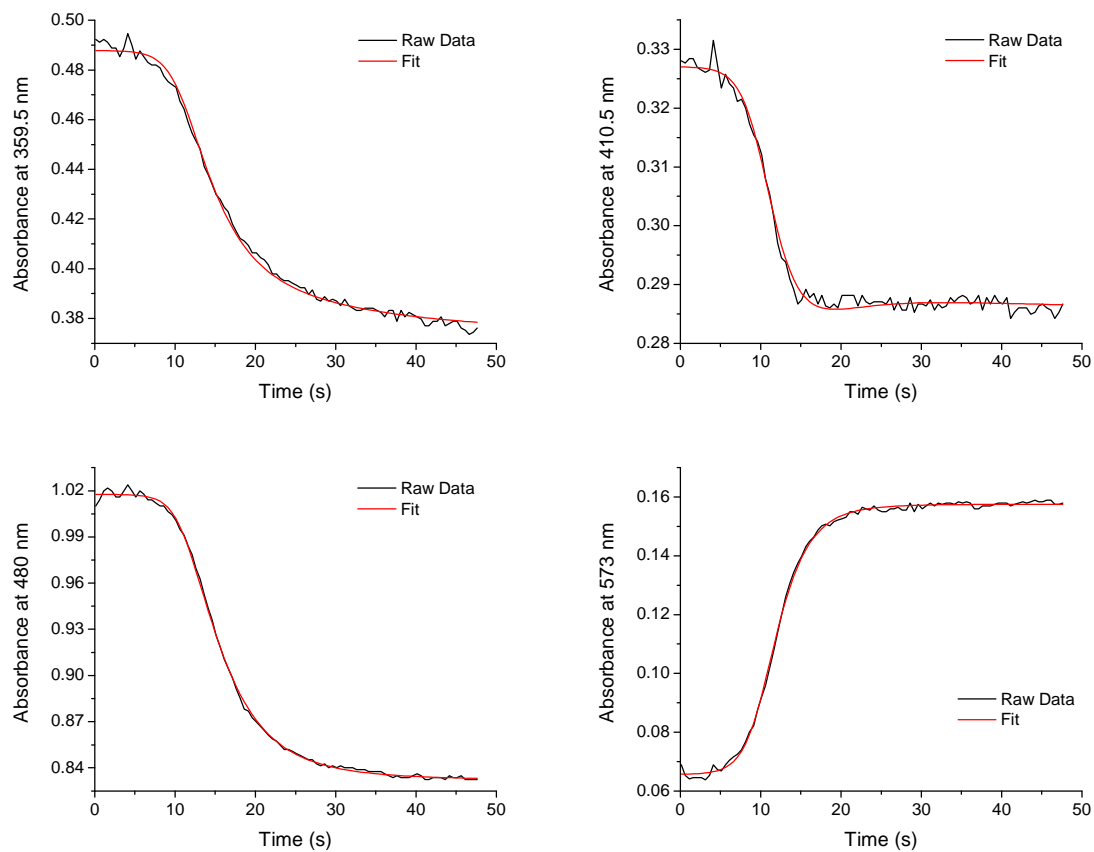 Absorbance at 359.5 nm
0.50
0.48
0.46
0.44
0.42
0.40
0.38
0 10 20 30 40 50
Time (s)
Raw Data
Fit
Absorbance at 410.5 nm
0.33
0.32
0.31
0.30
0.29
0.28
0 10 20 30 40 50
Time (s)
Raw Data
Fit
Absorbance at 480 nm
1.02
0.99
0.96
0.93
0.90
0.87
0.84
0 10 20 30 40 50
Time (s)
Raw Data
Fit
Absorbance at 573 nm
0.16
0.14
0.12
0.10
0.08
0.06
0 10 20 30 40 50
Time (s)
Raw Data
Fit